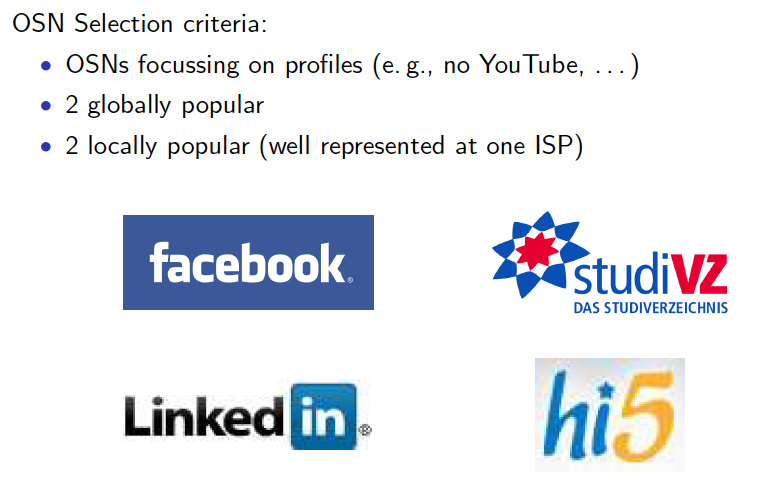 OSN Selection criteria:
• OSNs focussing on profiles (e. g., no YouTube, . . . )
• 2 globally popular
• 2 locally popular (well represented at one ISP)
facebook®
studiVZ
DAS STUDIVERZEICHNIS
Linkedin®
hi5